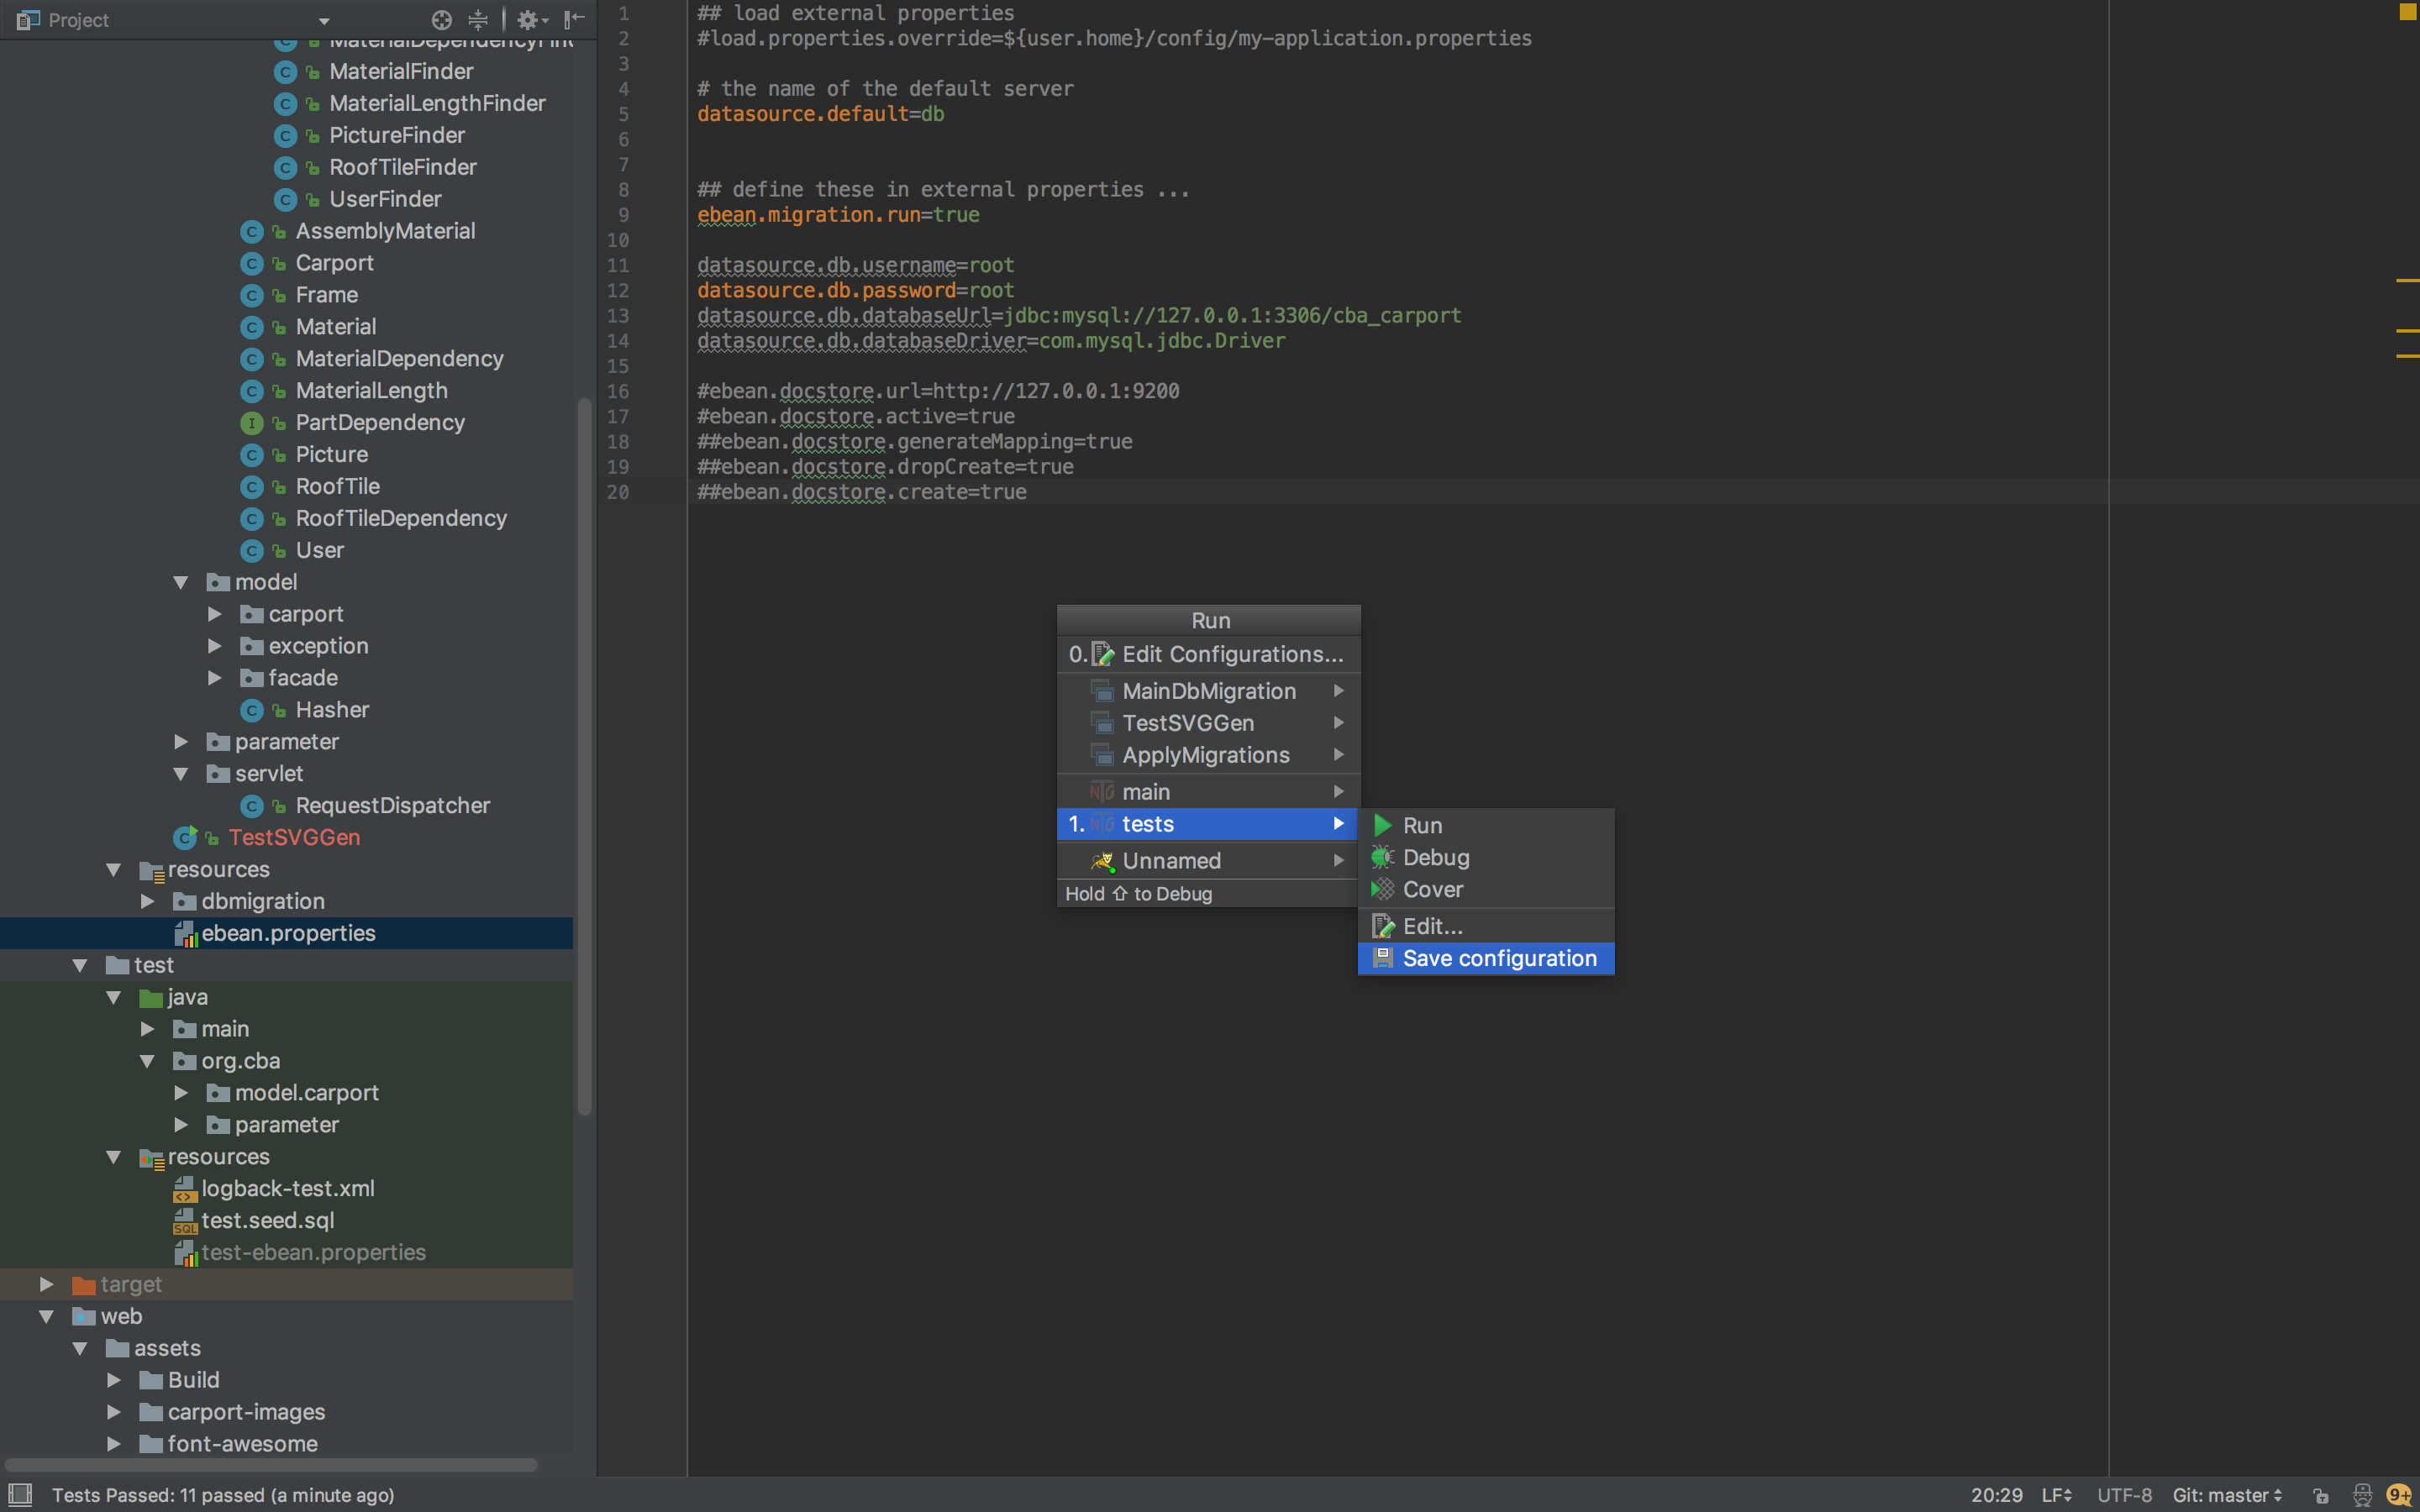 Project
MaterialDependencyFind
MaterialFinder
MaterialLengthFinder
PictureFinder
RoofTileFinder
UserFinder
AssemblyMaterial
Carport
Frame
Material
MaterialDependency
MaterialLength
PartDependency
Picture
RoofTile
RoofTileDependency
User
model
carport
exception
facade
Hasher
parameter
servlet
RequestDispatcher
TestSVGGen
resources
dbmigration
ebean.properties
test
java
main
org.cba
model.carport
parameter
resources
logback-test.xml
test.seed.sql
test-ebean.properties
target
web
assets
Build
carport-images
font-awesome
1 ## load external properties
2 #load.properties.override=${user.home}/config/my-application.properties
3
4 # the name of the default server
5 datasource.default=db
6
7
8 ## define these in external properties ...
9 ebean.migration.run=true
10
11 datasource.db.username=root
12 datasource.db.password=root
13 datasource.db.databaseUrl=jdbc:mysql://127.0.0.1:3306/cba_carport
14 datasource.db.databaseDriver=com.mysql.jdbc.Driver
15
16 #ebean.docstore.url=http://127.0.0.1:9200
17 #ebean.docstore.active=true
18 ##ebean.docstore.generateMapping=true
19 ##ebean.docstore.dropCreate=true
20 ##ebean.docstore.create=true
Run
0. Edit Configurations...
MainDbMigration
TestSVGGen
ApplyMigrations
main
1. tests
Unnamed
Hold ⇧ to Debug
Run
Debug
Cover
Edit...
Save configuration
Tests Passed: 11 passed (a minute ago)
20:29 LF UTF-8 Git: master 9+